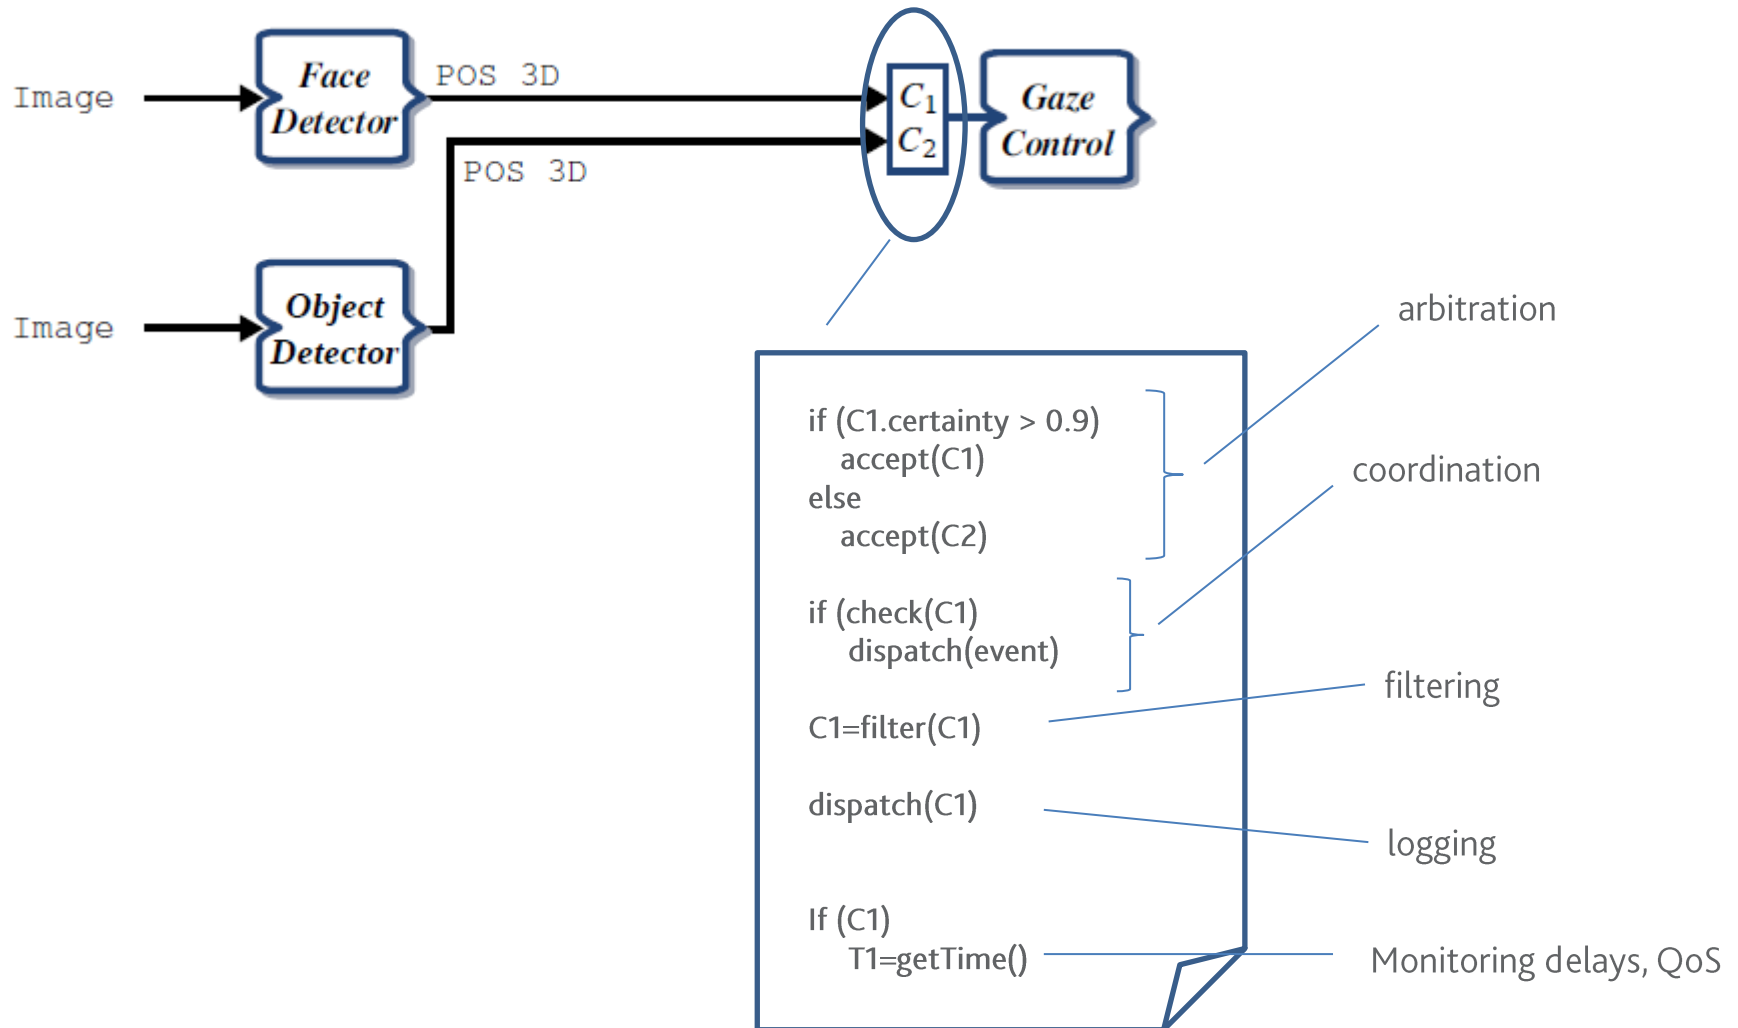 Image
Face
Detector
POS 3D
C1
C2
Gaze
Control
POS 3D
Image
Object
Detector
if (C1.certainty > 0.9)
accept(C1)
else
accept(C2)
if (check(C1)
dispatch(event)
C1=filter(C1)
dispatch(C1)
If (C1)
T1=getTime()
arbitration
coordination
filtering
logging
Monitoring delays, QoS